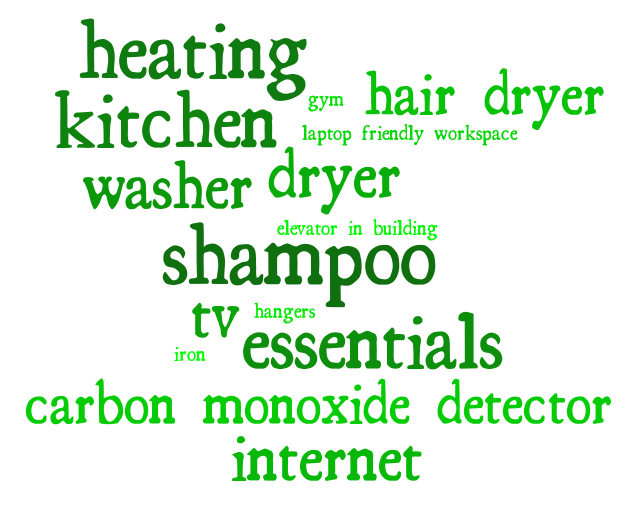 heating
gym
hair dryer
kitchen
laptop friendly workspace
washer
dryer
elevator in building
shampoo
tv
hangers
iron
essentials
carbon monoxide detector
internet